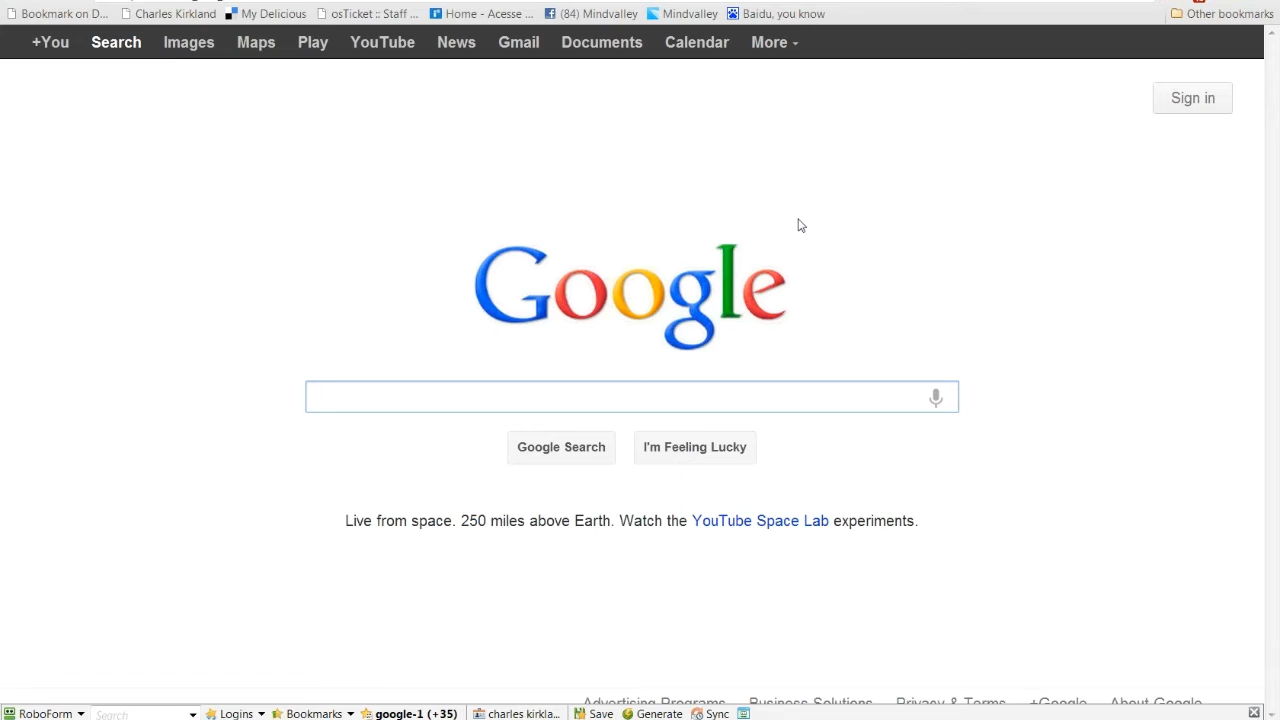 Bookmark on D... Charles Kirkland My Delicious osTicket :: Staff ... Home - Acesse ... (84) Mindvalley Mindvalley Baidu, you know Other bookmarks
+You Search Images Maps Play YouTube News Gmail Documents Calendar More
Sign in
Google
Google Search I'm Feeling Lucky
Live from space. 250 miles above Earth. Watch the YouTube Space Lab experiments.
Advertising Programs Business Solutions Privacy & Terms +Google About Google
RoboForm Search Logins Bookmarks google-1 (+35) charles kirkla... Save Generate Sync